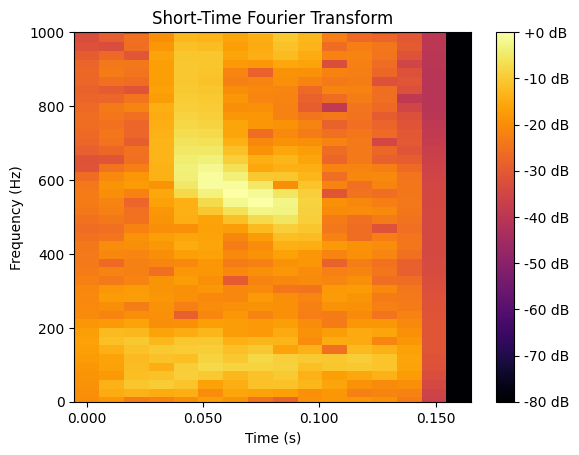 Short-Time Fourier Transform
1000
800
600
400
200
0
Frequency (Hz)
0.000
0.050
0.100
0.150
Time (s)
+0 dB
-10 dB
-20 dB
-30 dB
-40 dB
-50 dB
-60 dB
-70 dB
-80 dB